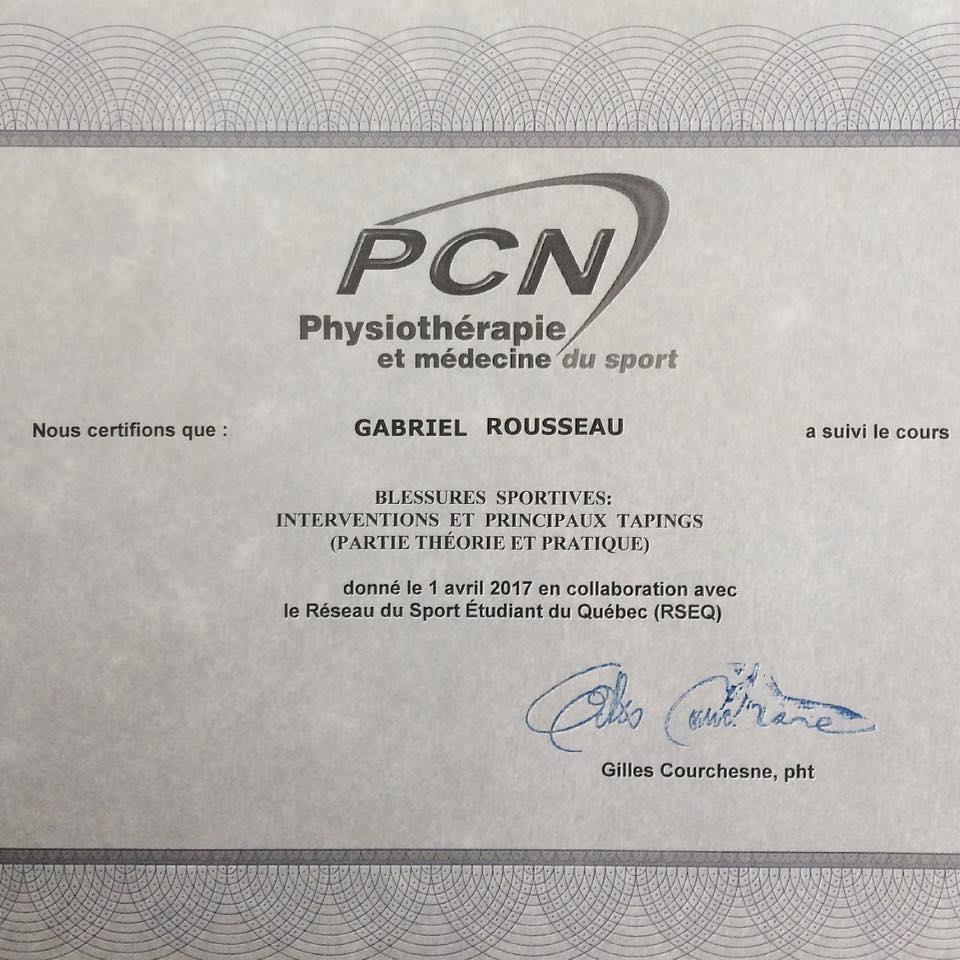 PCN
Physiothérapie
et médecine du sport
Nous certifions que : GABRIEL ROUSSEAU a suivi le cours
BLESSURES SPORTIVES:
INTERVENTIONS ET PRINCIPAUX TAPINGS
(PARTIE THÉORIE ET PRATIQUE)
donné le 1 avril 2017 en collaboration avec
le Réseau du Sport Étudiant du Québec (RSEQ)
Gilles Courchesne, pht